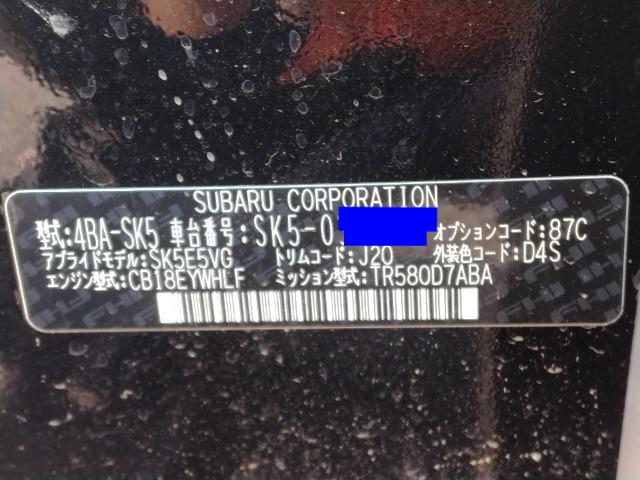 SUBARU CORPORATION
型式:4BA-SK5 車台番号:SK5-0 オプションコード:87C
アプライドモデル:SK5E5VG トリムコード:J20 外装色コード:D4S
エンジン型式:CB18EYWHLF ミッション型式:TR580D7ABA